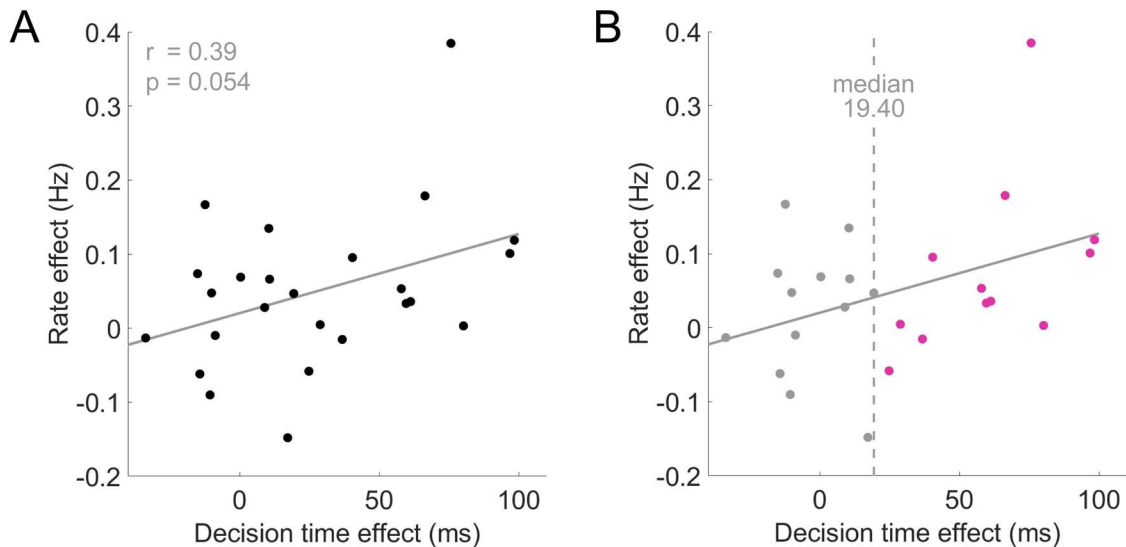 A
r = 0.39
p = 0.054
0.4
0.3
0.2
0.1
0
-0.1
-0.2
Rate effect (Hz)
0 50 100
Decision time effect (ms)
B
median
19.40
0.4
0.3
0.2
0.1
0
-0.1
-0.2
Rate effect (Hz)
0 50 100
Decision time effect (ms)